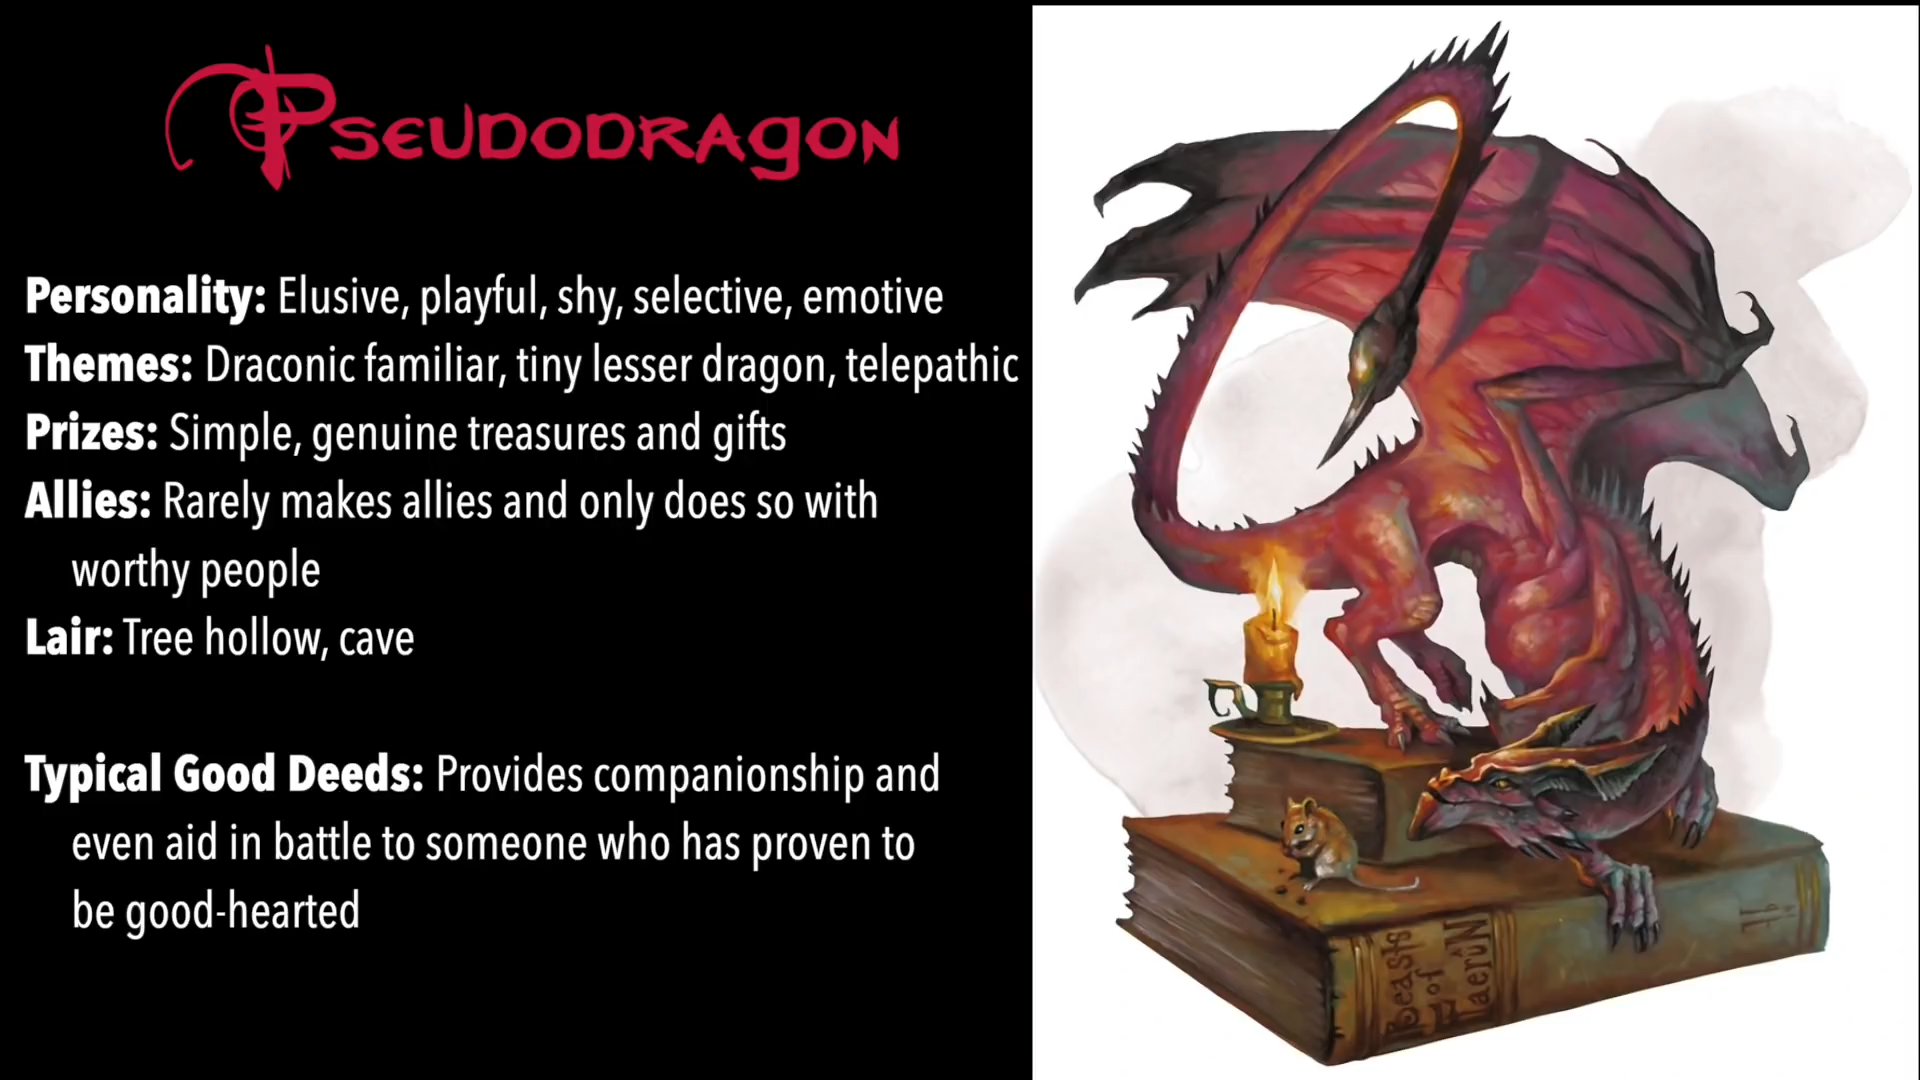 Pseudodragon
Personality: Elusive, playful, shy, selective, emotive
Themes: Draconic familiar, tiny lesser dragon, telepathic
Prizes: Simple, genuine treasures and gifts
Allies: Rarely makes allies and only does so with
worthy people
Lair: Tree hollow, cave
Typical Good Deeds: Provides companionship and
even aid in battle to someone who has proven to
be good-hearted
Beasts
of
Faerûn